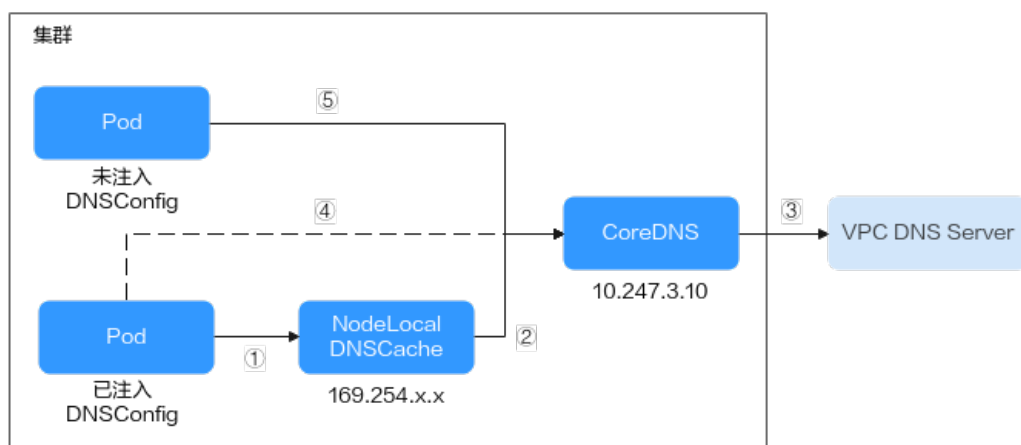 集群
⑤
Pod
未注入
DNSConfig
④
③
CoreDNS
VPC DNS Server
10.247.3.10
Pod
①
NodeLocal
DNSCache
②
已注入
DNSConfig
169.254.x.x